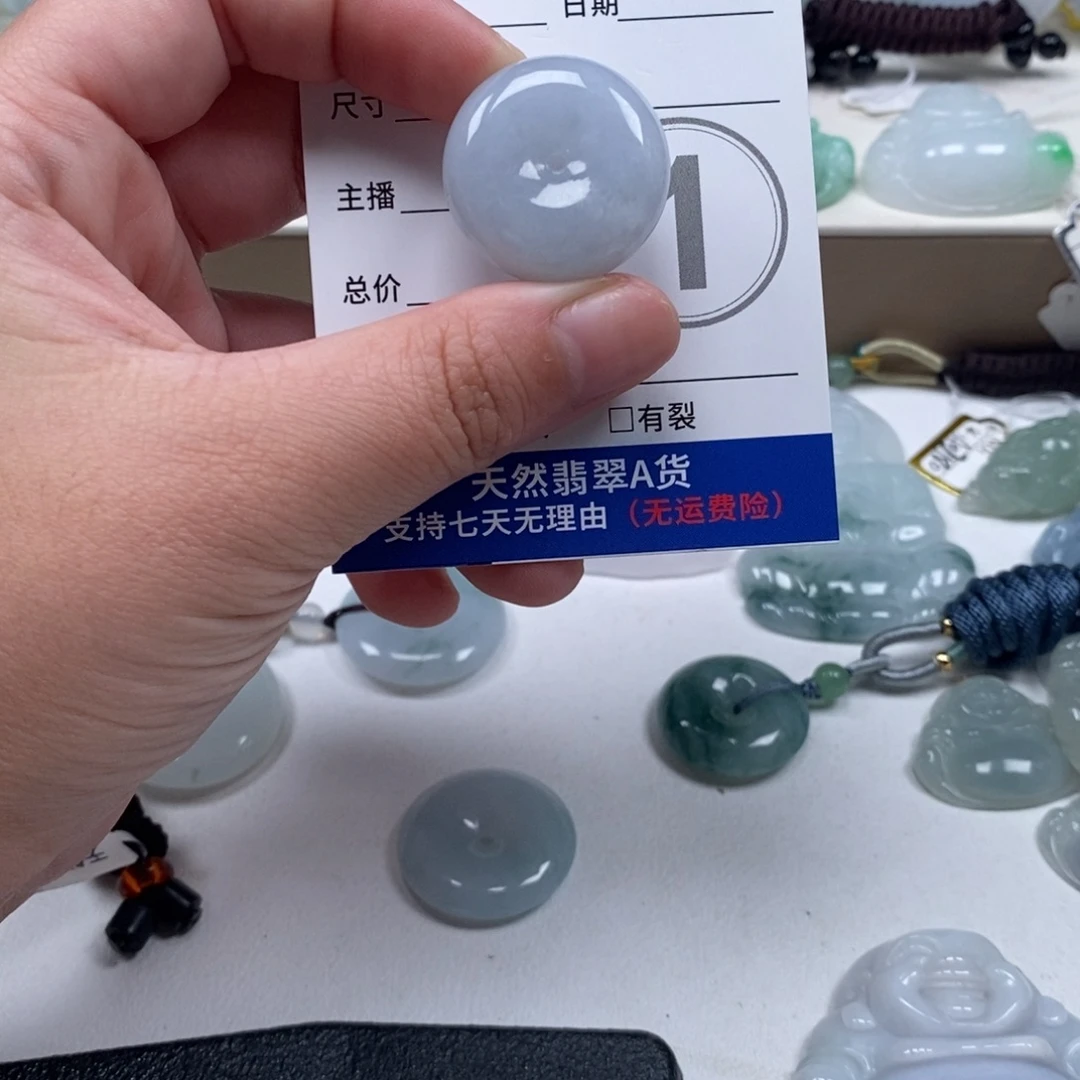 日期
尺寸
1
主播
总价
□有裂
天然翡翠A货
支持七天无理由（无运费险）